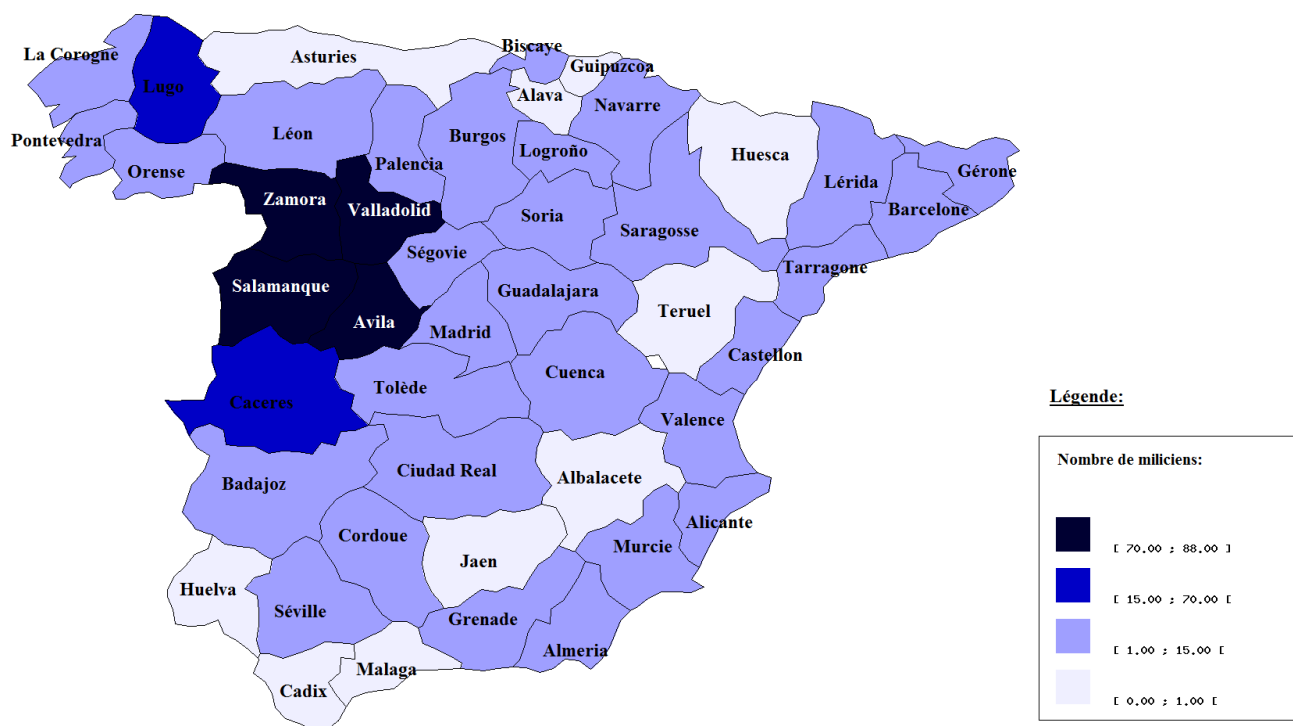 La Corogne
Lugo
Asturies
Biscaye
Guipuzcoa
Alava
Navarre
Pontevedra
Orense
Léon
Palencia
Burgos
Logroño
Huesca
Lérida
Gérone
Barcelone
Zamora
Valladolid
Soria
Saragosse
Ségovie
Tarragone
Salamanque
Avila
Madrid
Guadalajara
Teruel
Castellon
Caceres
Tolède
Cuenca
Valence
Badajoz
Ciudad Real
Albalacete
Alicante
Cordoue
Jaen
Murcie
Huelva
Séville
Grenade
Almeria
Malaga
Cadix
Légende:
Nombre de miliciens:
[ 70.00 ; 88.00 ]
[ 15.00 ; 70.00 [
[ 1.00 ; 15.00 [
[ 0.00 ; 1.00 [